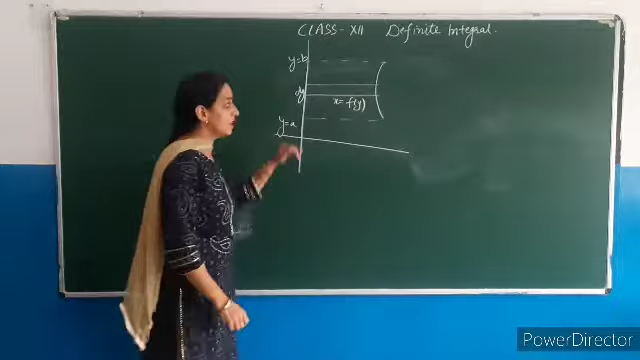 CLASS-XII Definite Integral.
y=b
dy
x= f(y)
y=a
PowerDirector